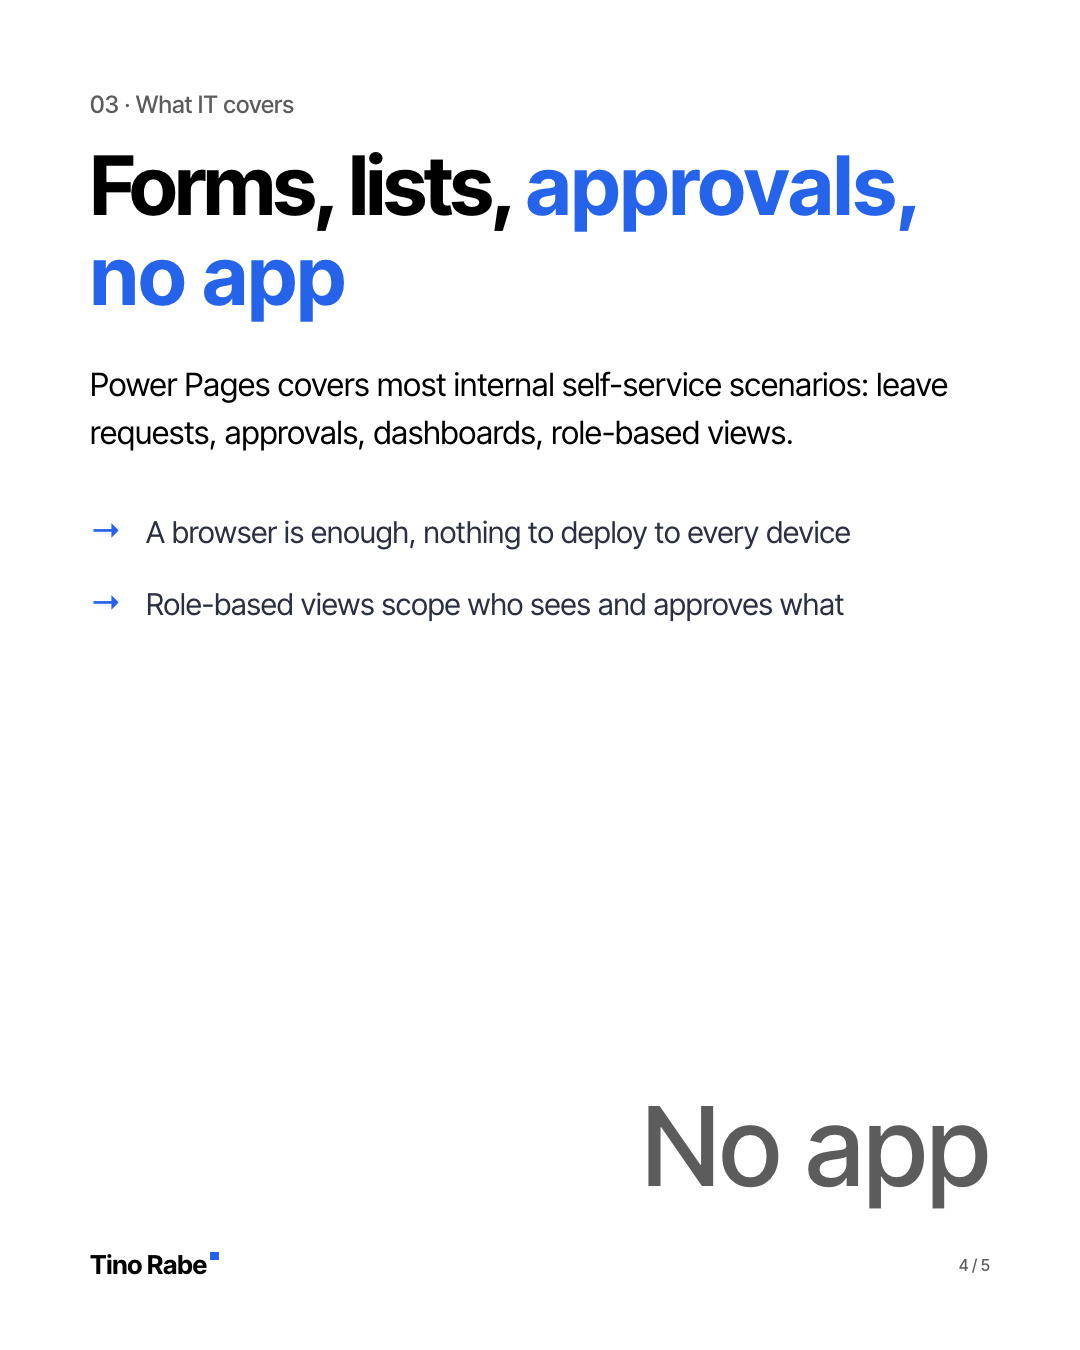 03 · What IT covers
Forms, lists, approvals,
no app
Power Pages covers most internal self-service scenarios: leave
requests, approvals, dashboards, role-based views.
→ A browser is enough, nothing to deploy to every device
→ Role-based views scope who sees and approves what
No app
Tino Rabe
4 / 5